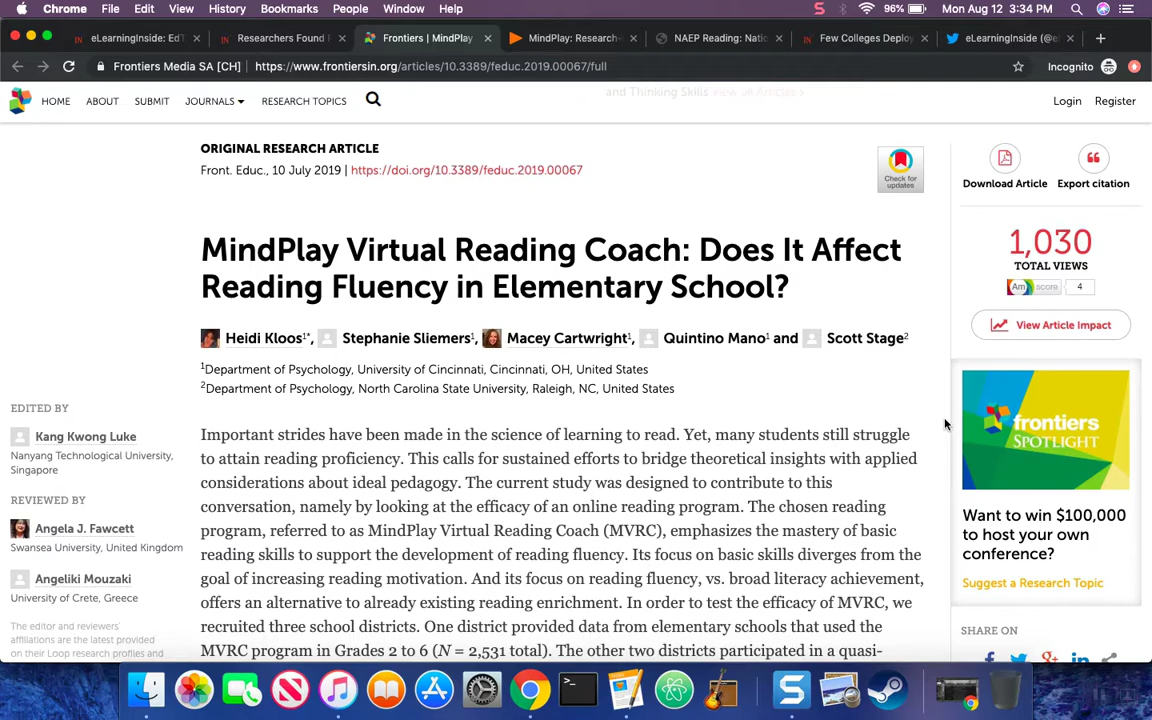 Chrome File Edit View History Bookmarks People Window Help
96% Mon Aug 12 3:34 PM
eLearningInside: EdT
Researchers Found
Frontiers | MindPlay
MindPlay: Research-
NAEP Reading: Natio
Few Colleges Deploy
eLearningInside (@el
Frontiers Media SA [CH] https://www.frontiersin.org/articles/10.3389/feduc.2019.00067/full
Incognito
HOME ABOUT SUBMIT JOURNALS RESEARCH TOPICS
and Thinking Skills View all Articles >
Login Register
ORIGINAL RESEARCH ARTICLE
Front. Educ., 10 July 2019 | https://doi.org/10.3389/feduc.2019.00067
Check for
updates
MindPlay Virtual Reading Coach: Does It Affect
Reading Fluency in Elementary School?
Heidi Kloos1*, Stephanie Sliemers1, Macey Cartwright1, Quintino Mano1 and Scott Stage2
1Department of Psychology, University of Cincinnati, Cincinnati, OH, United States
2Department of Psychology, North Carolina State University, Raleigh, NC, United States
Important strides have been made in the science of learning to read. Yet, many students still struggle
to attain reading proficiency. This calls for sustained efforts to bridge theoretical insights with applied
considerations about ideal pedagogy. The current study was designed to contribute to this
conversation, namely by looking at the efficacy of an online reading program. The chosen reading
program, referred to as MindPlay Virtual Reading Coach (MVRC), emphasizes the mastery of basic
reading skills to support the development of reading fluency. Its focus on basic skills diverges from the
goal of increasing reading motivation. And its focus on reading fluency, vs. broad literacy achievement,
offers an alternative to already existing reading enrichment. In order to test the efficacy of MVRC, we
recruited three school districts. One district provided data from elementary schools that used the
MVRC program in Grades 2 to 6 (N = 2,531 total). The other two districts participated in a quasi-
EDITED BY
Kang Kwong Luke
Nanyang Technological University,
Singapore
REVIEWED BY
Angela J. Fawcett
Swansea University, United Kingdom
Angeliki Mouzaki
University of Crete, Greece
The editor and reviewers'
affiliations are the latest provided
on their Loop research profiles and
Download Article
Export citation
1,030
TOTAL VIEWS
Am score 4
View Article Impact
frontiers
SPOTLIGHT
Want to win $100,000
to host your own
conference?
Suggest a Research Topic
SHARE ON